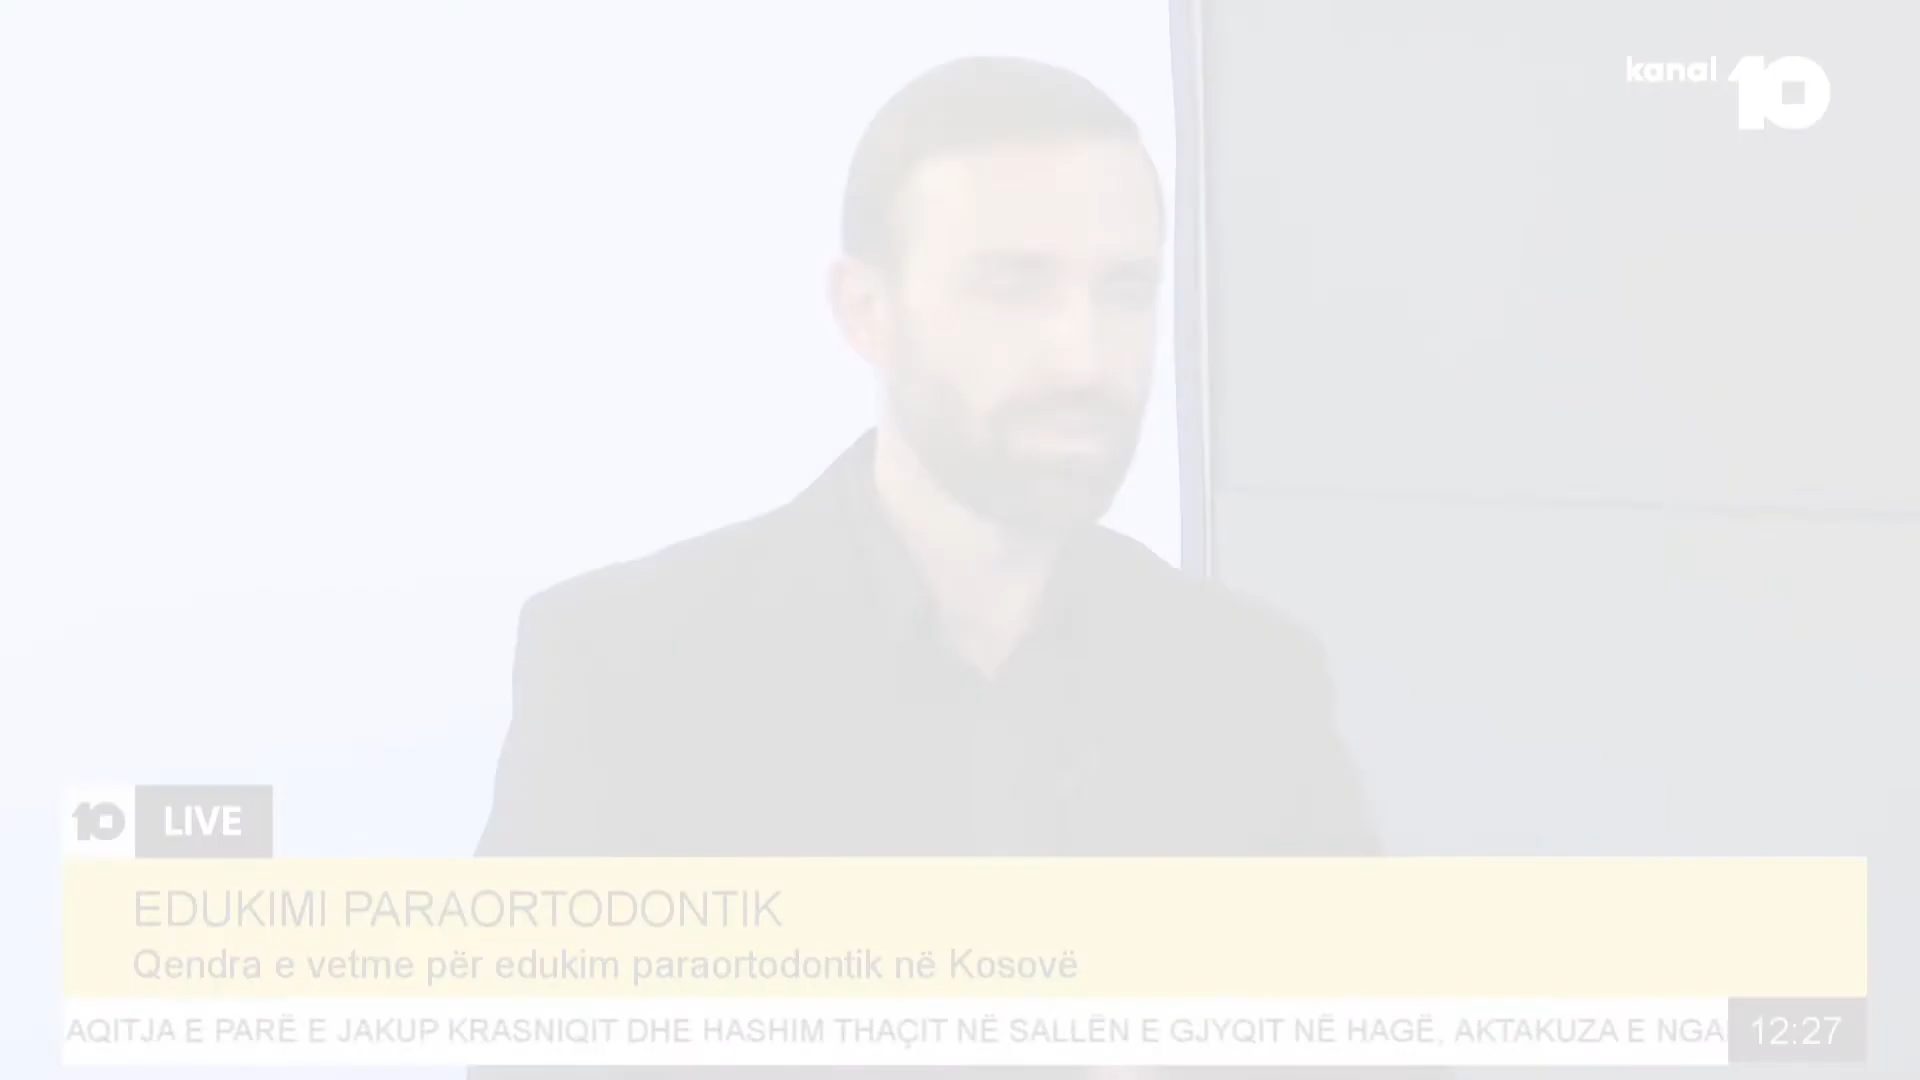 kanal 10
10 LIVE
EDUKIMI PARAORTODONTIK
Qendra e vetme për edukim paraortodontik në Kosovë
AQITJA E PARË E JAKUP KRASNIQIT DHE HASHIM THAÇIT NË SALLËN E GJYQIT NË HAGË, AKTAKUZA E NGA
12:27